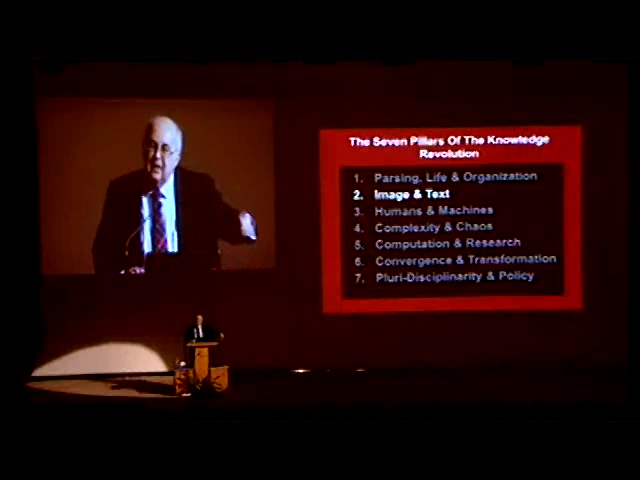 The Seven Pillars Of The Knowledge
Revolution
1. Parsing, Life & Organization
2. Image & Text
3. Humans & Machines
4. Complexity & Chaos
5. Computation & Research
6. Convergence & Transformation
7. Pluri-Disciplinarity & Policy